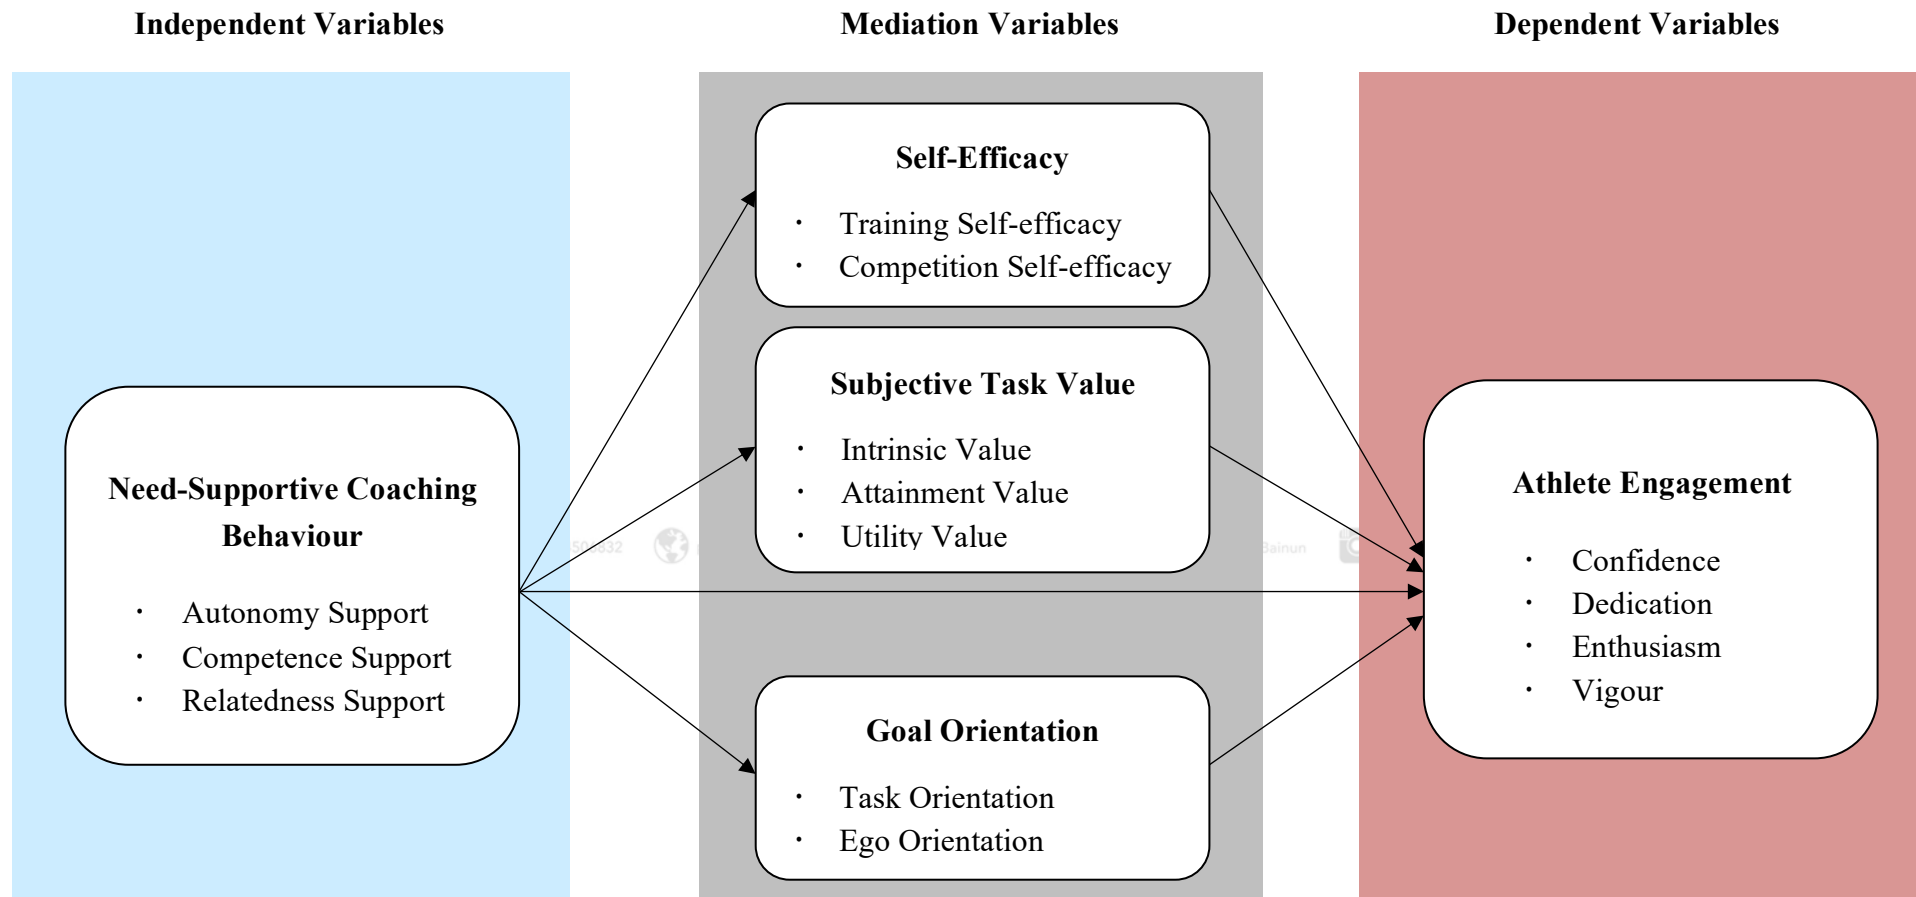 Independent Variables
Mediation Variables
Dependent Variables
Self-Efficacy
· Training Self-efficacy
· Competition Self-efficacy
Subjective Task Value
· Intrinsic Value
· Attainment Value
· Utility Value
Need-Supportive Coaching
Behaviour
· Autonomy Support
· Competence Support
· Relatedness Support
Goal Orientation
· Task Orientation
· Ego Orientation
Athlete Engagement
· Confidence
· Dedication
· Enthusiasm
· Vigour
506832
Bainun